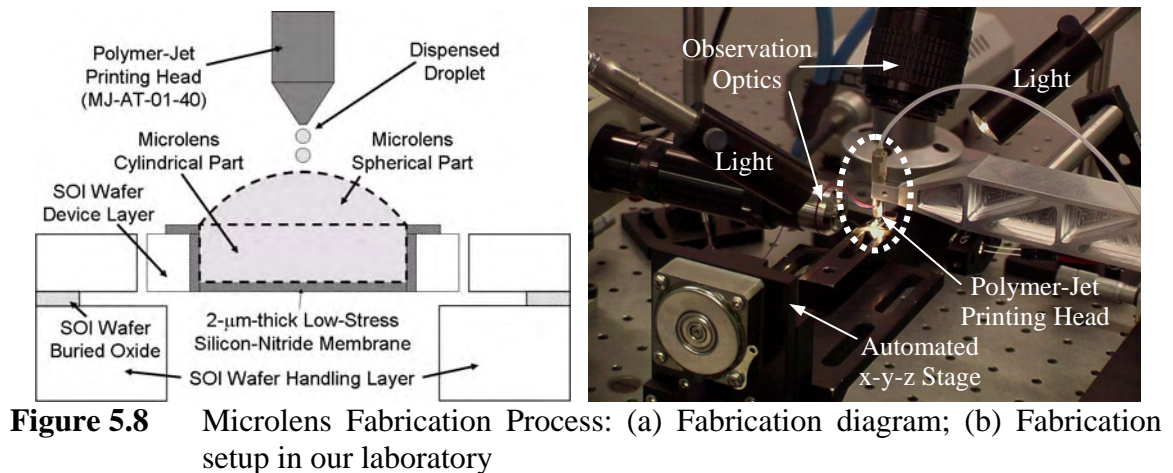 Polymer-Jet
Printing Head
(MJ-AT-01-40)
Dispensed
Droplet
Microlens
Cylindrical Part
Microlens
Spherical Part
SOI Wafer
Device Layer
SOI Wafer
Buried Oxide
2-μm-thick Low-Stress
Silicon-Nitride Membrane
SOI Wafer Handling Layer
Observation
Optics
Light
Light
Polymer-Jet
Printing Head
Automated
x-y-z Stage
Figure 5.8 Microlens Fabrication Process: (a) Fabrication diagram; (b) Fabrication
setup in our laboratory